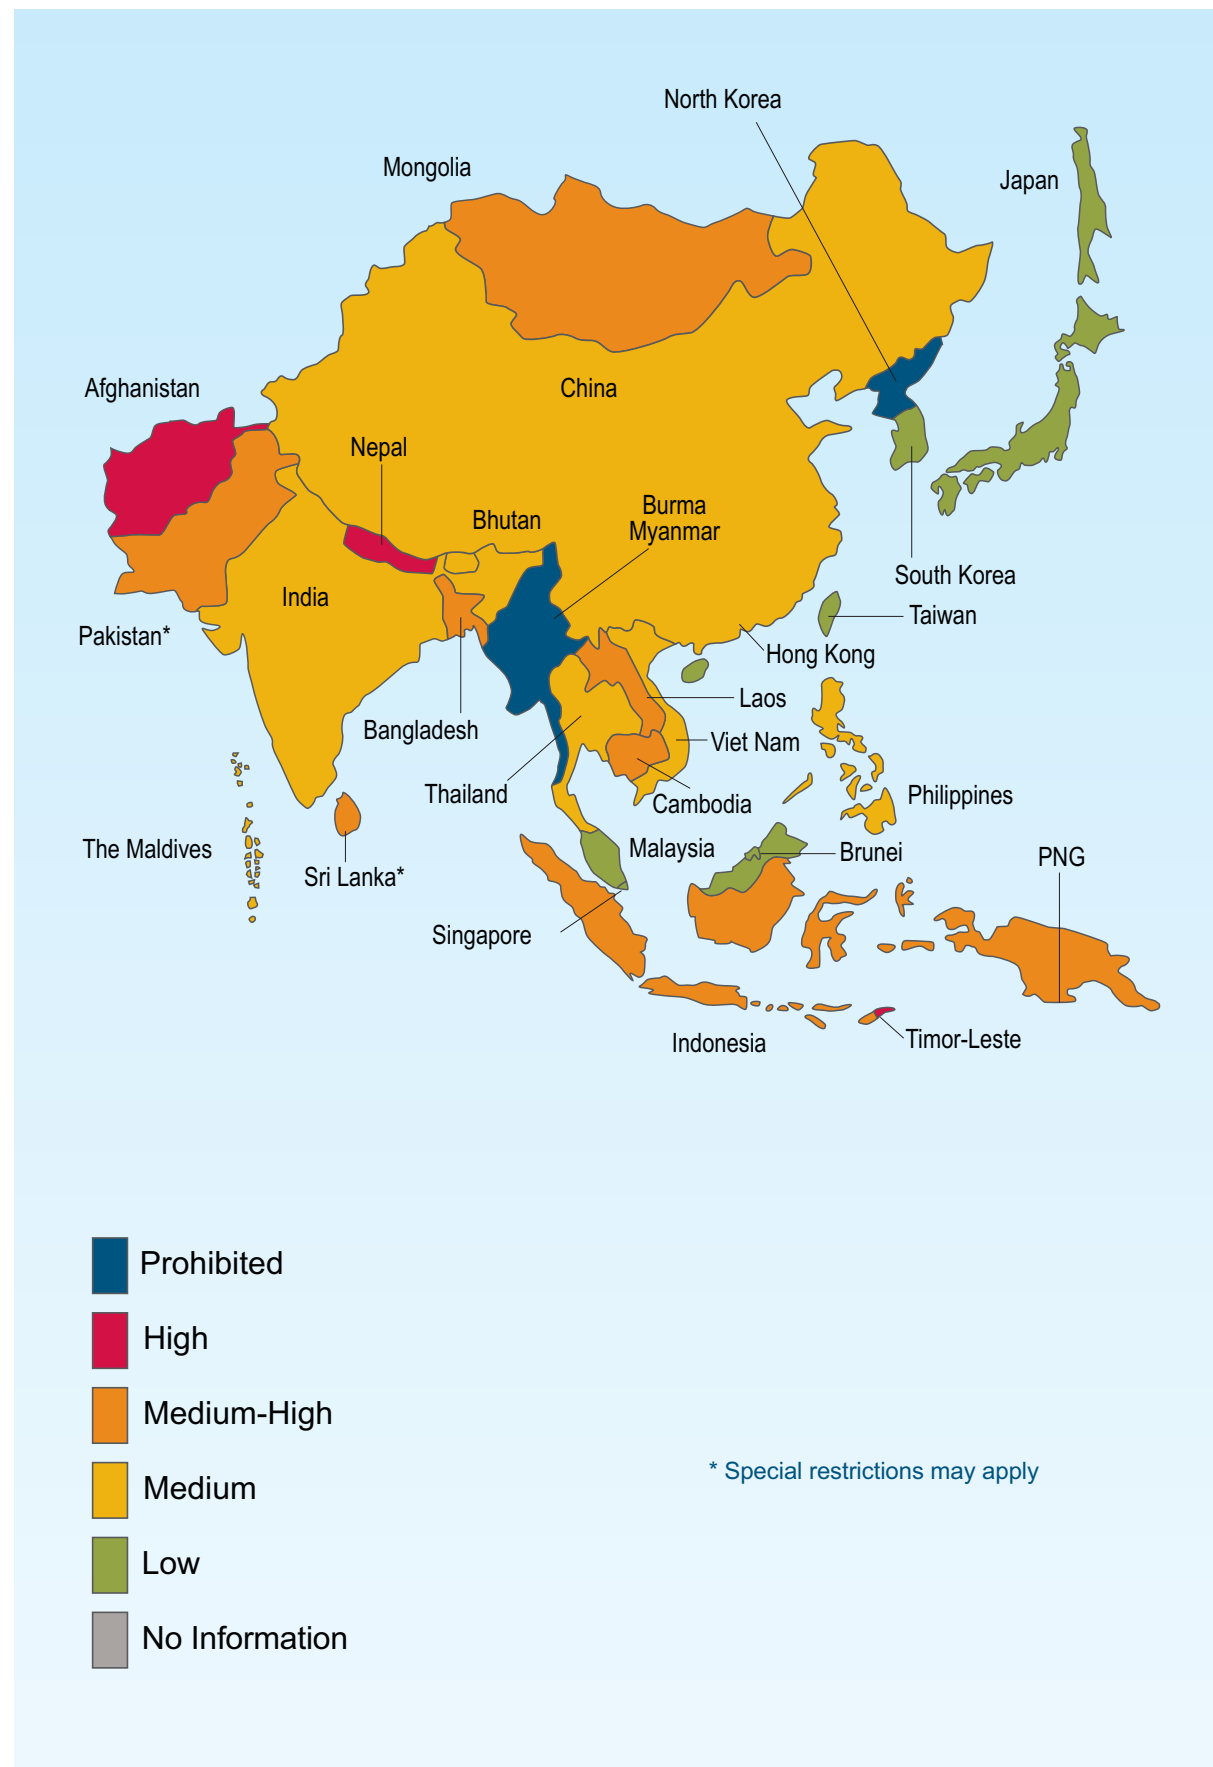 North Korea
Mongolia
Japan
Afghanistan
China
Nepal
Burma
Myanmar
Bhutan
South Korea
India
Taiwan
Pakistan*
Hong Kong
Laos
Bangladesh
Viet Nam
Thailand
Cambodia
Philippines
The Maldives
Malaysia
Brunei
PNG
Sri Lanka*
Singapore
Indonesia
Timor-Leste
Prohibited
High
Medium-High
Medium
* Special restrictions may apply
Low
No Information